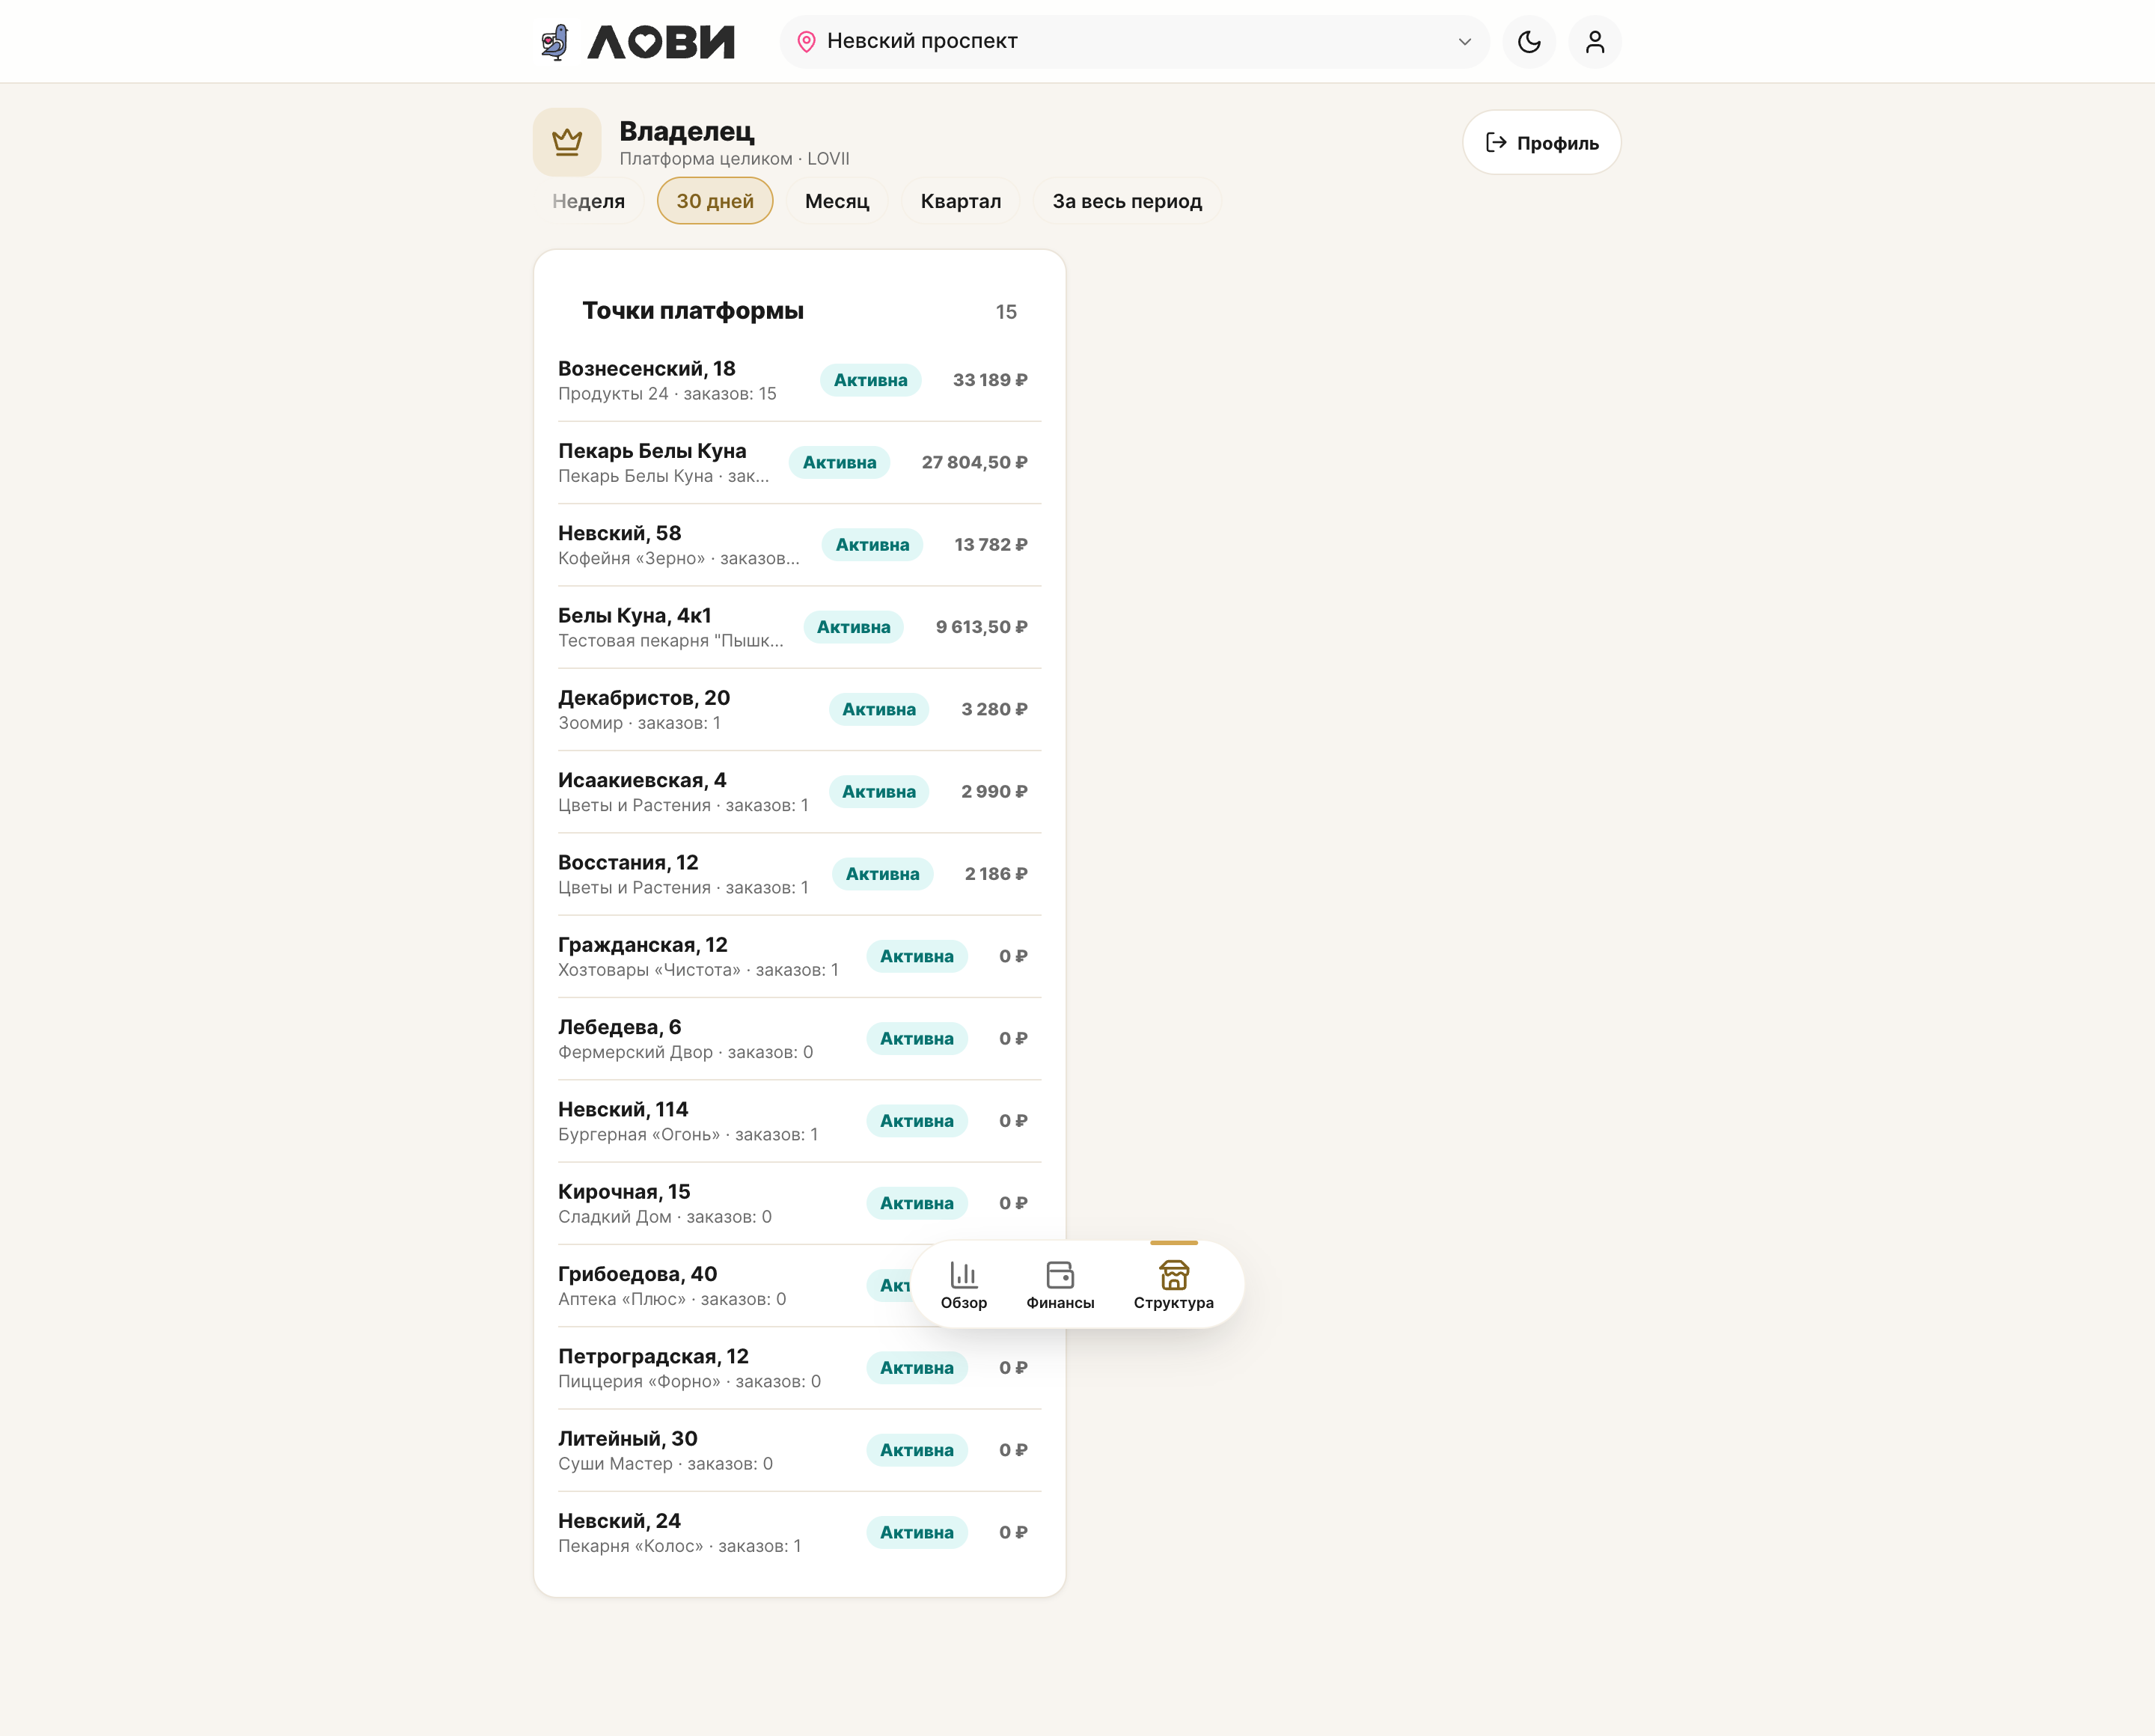 ЛОВИ
Невский проспект
Владелец
Платформа целиком · LOVII
Профиль
Неделя
30 дней
Месяц
Квартал
За весь период
Точки платформы
15
Вознесенский, 18
Продукты 24 · заказов: 15
Активна
33 189 ₽
Пекарь Белы Куна
Пекарь Белы Куна · зак...
Активна
27 804,50 ₽
Невский, 58
Кофейня «Зерно» · заказов...
Активна
13 782 ₽
Белы Куна, 4к1
Тестовая пекарня "Пышк...
Активна
9 613,50 ₽
Декабристов, 20
Зоомир · заказов: 1
Активна
3 280 ₽
Исаакиевская, 4
Цветы и Растения · заказов: 1
Активна
2 990 ₽
Восстания, 12
Цветы и Растения · заказов: 1
Активна
2 186 ₽
Гражданская, 12
Хозтовары «Чистота» · заказов: 1
Активна
0 ₽
Лебедева, 6
Фермерский Двор · заказов: 0
Активна
0 ₽
Невский, 114
Бургерная «Огонь» · заказов: 1
Активна
0 ₽
Кирочная, 15
Сладкий Дом · заказов: 0
Активна
0 ₽
Грибоедова, 40
Аптека «Плюс» · заказов: 0
Акт
Обзор
Финансы
Структура
Петроградская, 12
Пиццерия «Форно» · заказов: 0
Активна
0 ₽
Литейный, 30
Суши Мастер · заказов: 0
Активна
0 ₽
Невский, 24
Пекарня «Колос» · заказов: 1
Активна
0 ₽